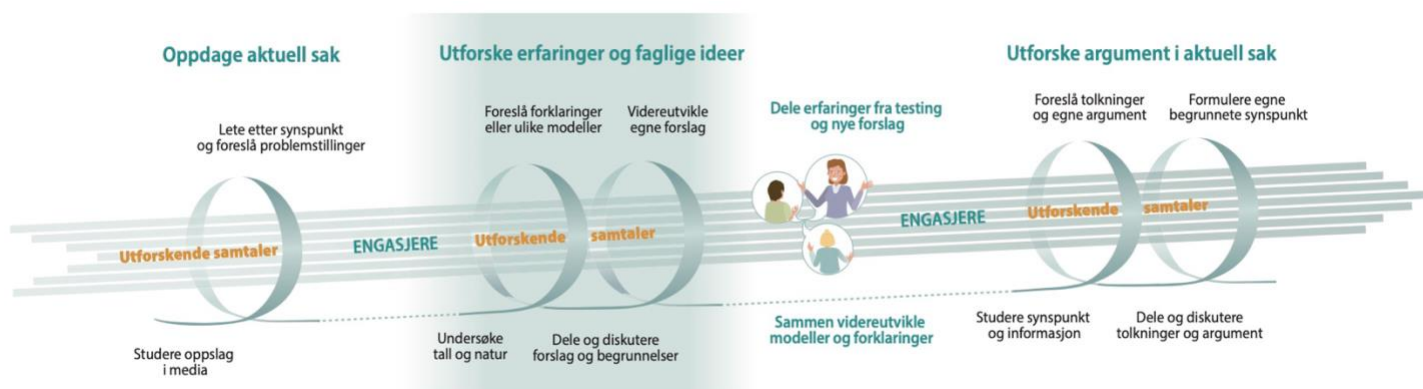 Oppdage aktuell sak
Utforske erfaringer og faglige ideer
Utforske argument i aktuell sak
Lete etter synspunkt
og foreslå problemstillinger
Foreslå forklaringer
eller ulike modeller
Videreutvikle
egne forslag
Dele erfaringer fra testing
og nye forslag
Foreslå tolkninger
og egne argument
Formulere egne
begrunnete synspunkt
Utforskende samtaler
ENGASJERE
Utforskende samtaler
ENGASJERE
Utforskende samtaler
Studere oppslag
i media
Undersøke
tall og natur
Dele og diskutere
forslag og begrunnelser
Sammen videreutvikle
modeller og forklaringer
Studere synspunkt
og informasjon
Dele og diskutere
tolkninger og argument